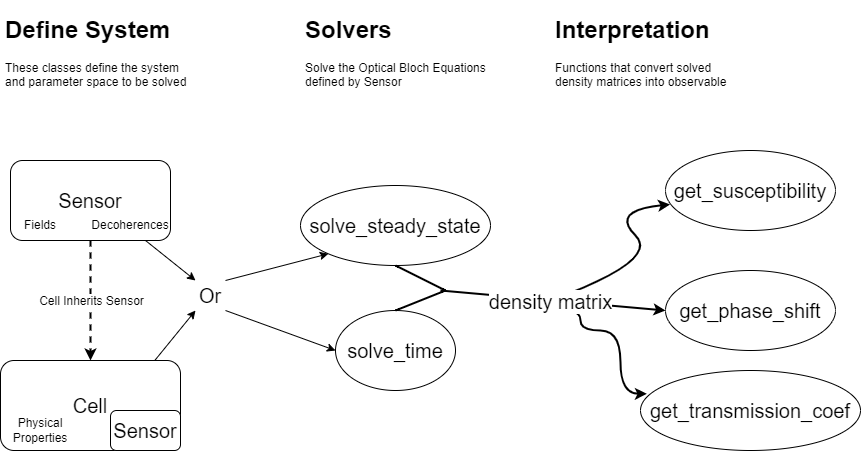 Define System
These classes define the system
and parameter space to be solved
Solvers
Solve the Optical Bloch Equations
defined by Sensor
Interpretation
Functions that convert solved
density matrices into observable
Sensor
Fields
Decoherences
Cell Inherits Sensor
Cell
Physical
Properties
Sensor
Or
solve_steady_state
solve_time
density matrix
get_susceptibility
get_phase_shift
get_transmission_coef